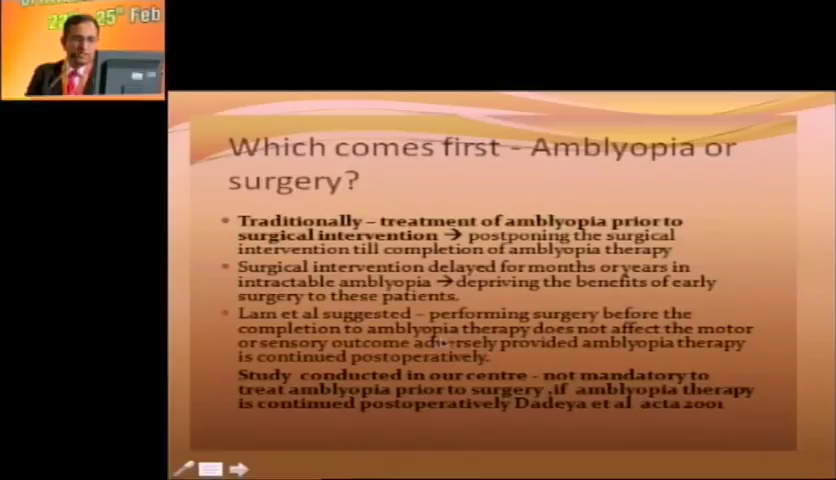 25th Feb
Which comes first - Amblyopia or
surgery?
• Traditionally – treatment of amblyopia prior to
surgical intervention → postponing the surgical
intervention till completion of amblyopia therapy
• Surgical intervention delayed for months or years in
intractable amblyopia → depriving the benefits of early
surgery to these patients.
• Lam et al suggested – performing surgery before the
completion to amblyopia therapy does not affect the motor
or sensory outcome adversely provided amblyopia therapy
is continued postoperatively.
Study conducted in our centre - not mandatory to
treat amblyopia prior to surgery ,if amblyopia therapy
is continued postoperatively Dadeya et al acta 2001